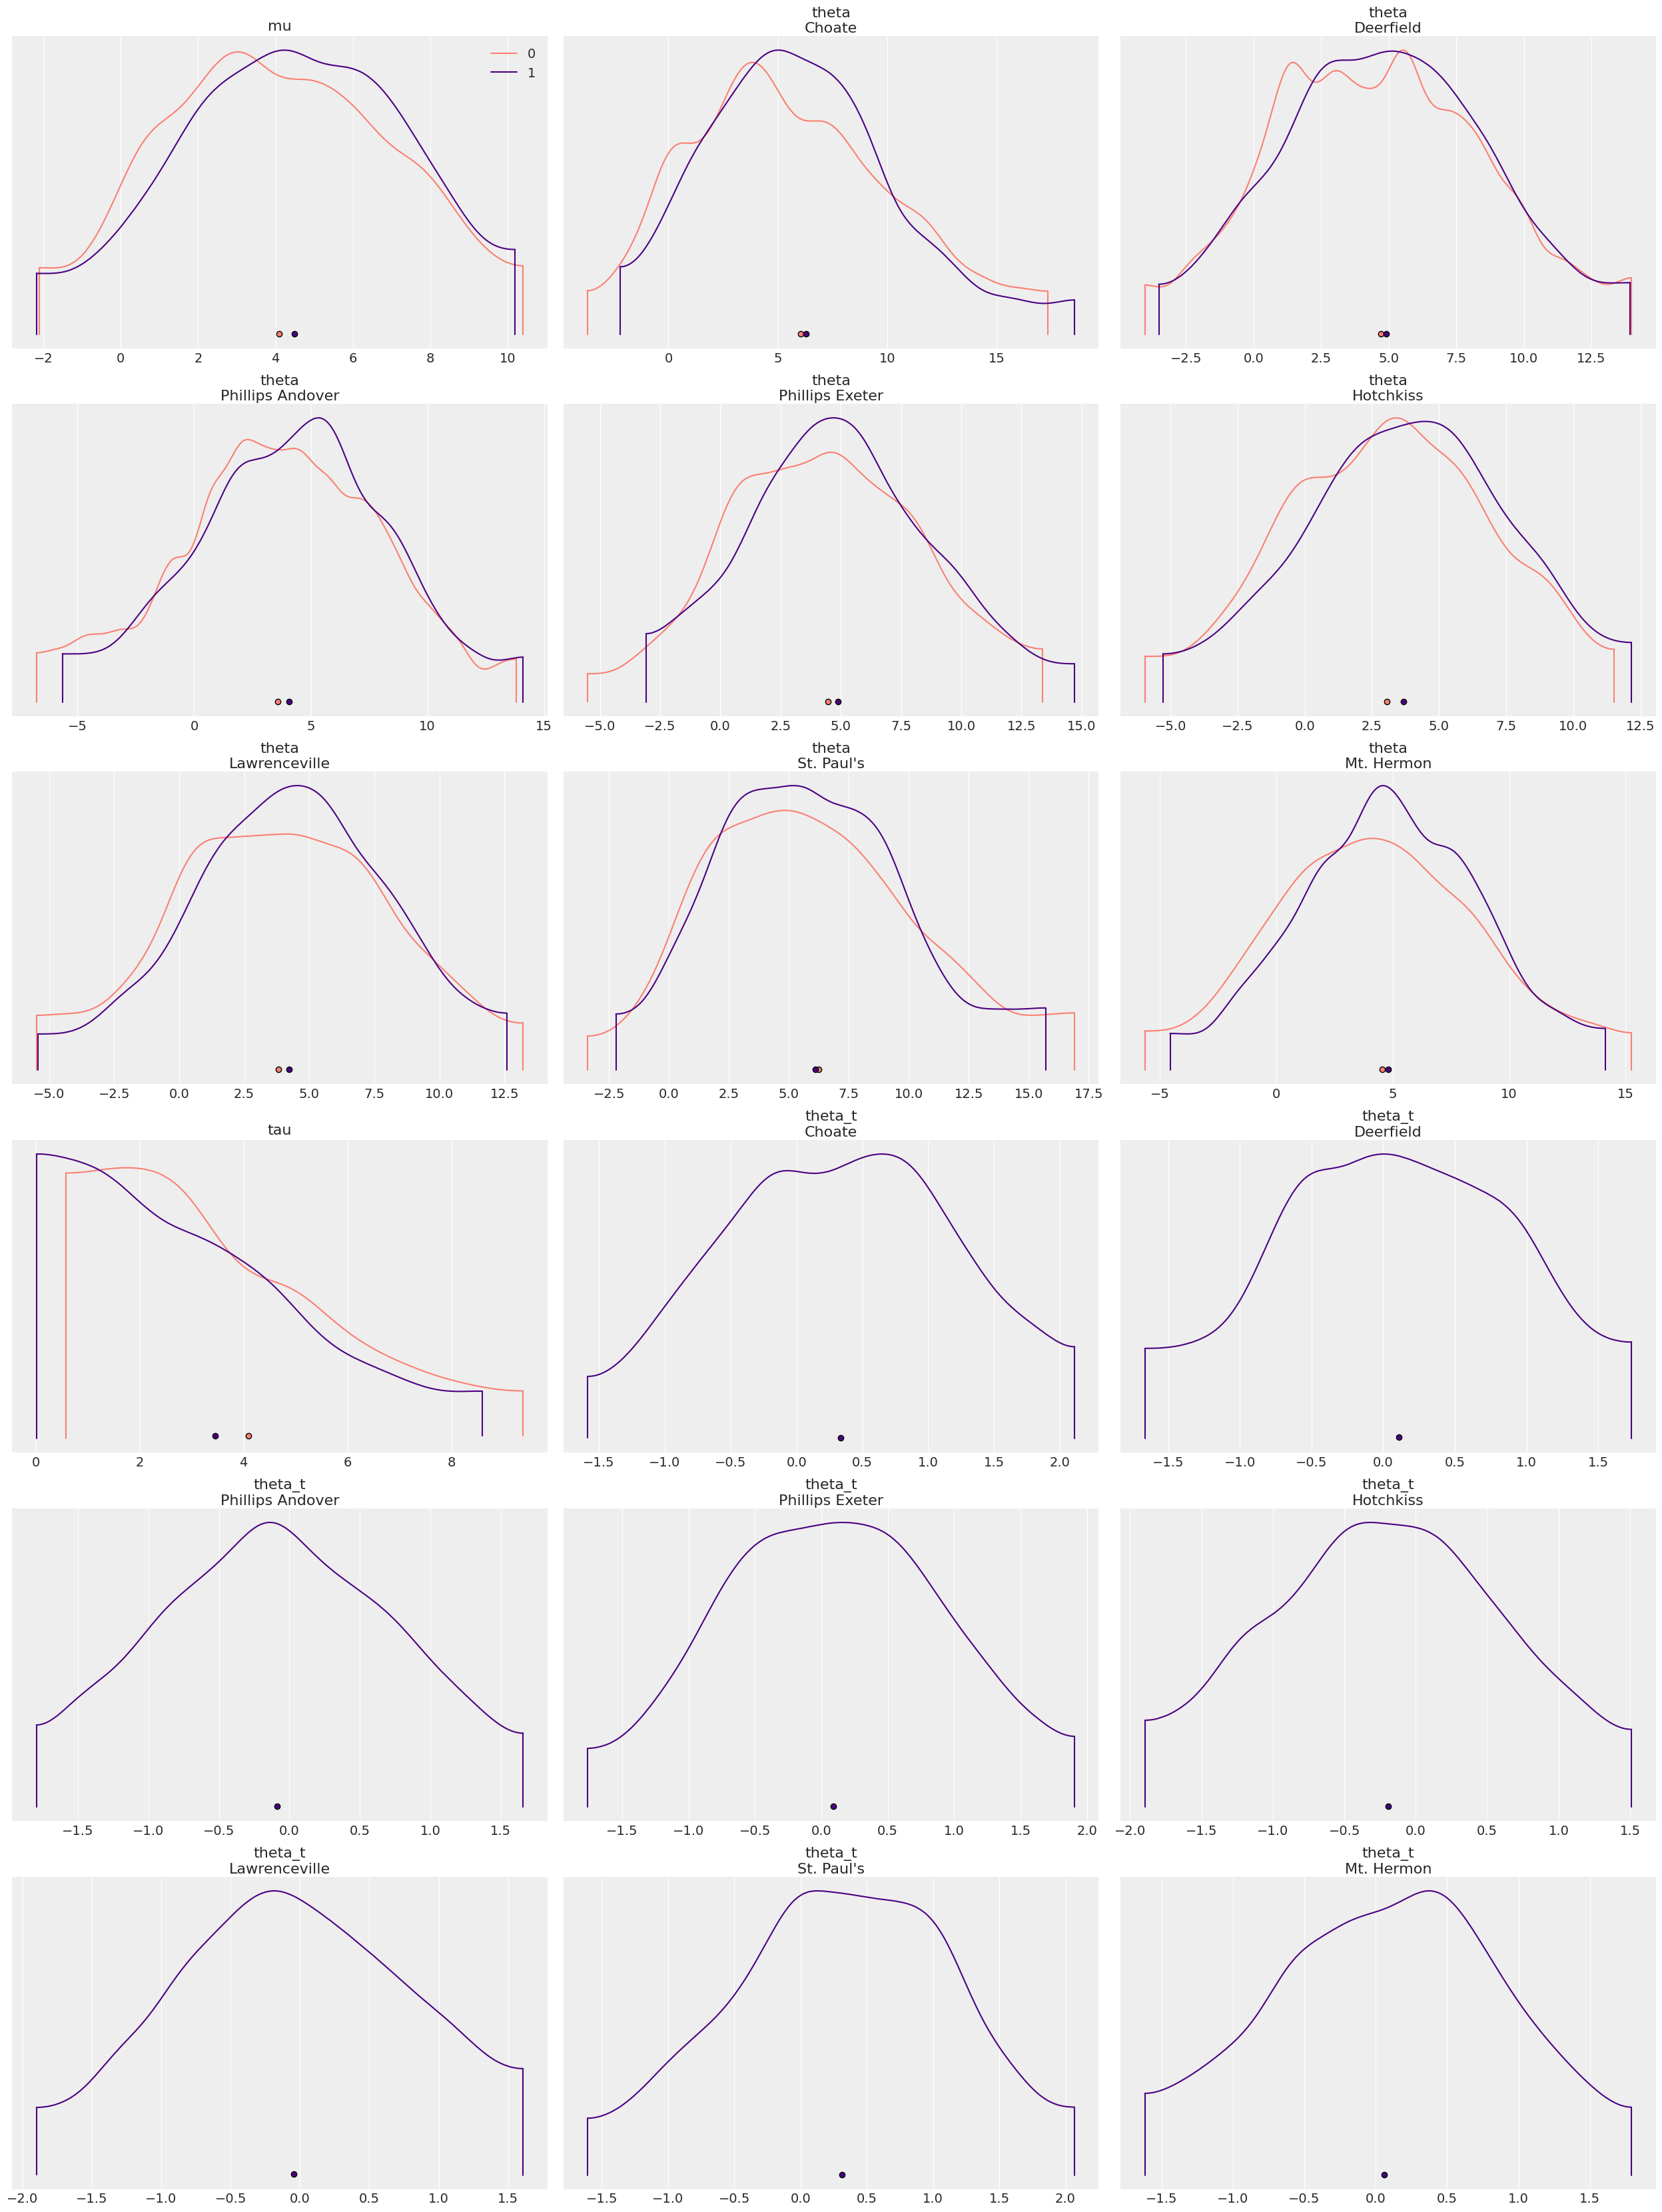 mu
theta
Choate
theta
Deerfield
0
1
−2 0 2 4 6 8 10
0 5 10 15
−2.5 0.0 2.5 5.0 7.5 10.0 12.5
theta
Phillips Andover
theta
Phillips Exeter
theta
Hotchkiss
−5 0 5 10 15
−5.0 −2.5 0.0 2.5 5.0 7.5 10.0 12.5 15.0
−5.0 −2.5 0.0 2.5 5.0 7.5 10.0 12.5
theta
Lawrenceville
theta
St. Paul's
theta
Mt. Hermon
−5.0 −2.5 0.0 2.5 5.0 7.5 10.0 12.5
−2.5 0.0 2.5 5.0 7.5 10.0 12.5 15.0 17.5
−5 0 5 10 15
tau
theta_t
Choate
theta_t
Deerfield
0 2 4 6 8
−1.5 −1.0 −0.5 0.0 0.5 1.0 1.5 2.0
−1.5 −1.0 −0.5 0.0 0.5 1.0 1.5
theta_t
Phillips Andover
theta_t
Phillips Exeter
theta_t
Hotchkiss
−1.5 −1.0 −0.5 0.0 0.5 1.0 1.5
−1.5 −1.0 −0.5 0.0 0.5 1.0 1.5 2.0
−2.0 −1.5 −1.0 −0.5 0.0 0.5 1.0 1.5
theta_t
Lawrenceville
theta_t
St. Paul's
theta_t
Mt. Hermon
−2.0 −1.5 −1.0 −0.5 0.0 0.5 1.0 1.5
−1.5 −1.0 −0.5 0.0 0.5 1.0 1.5 2.0
−1.5 −1.0 −0.5 0.0 0.5 1.0 1.5